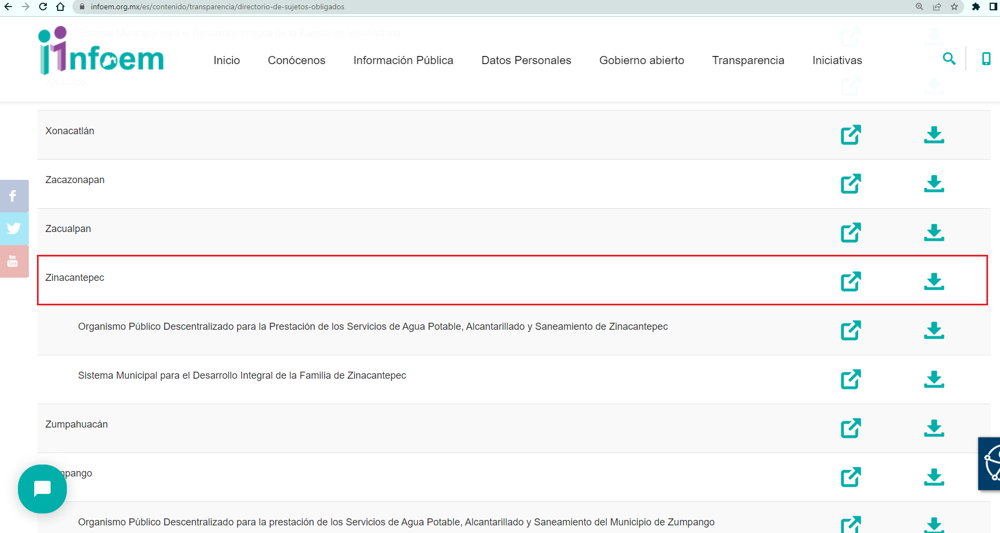 infoem.org.mx/es/contenido/transparencia/directorio-de-sujetos-obligados
Sistema Municipal para el Desarrollo Integral de la Familia de Villa Victoria
infoem
Inicio
Conócenos
Información Pública
Datos Personales
Gobierno abierto
Transparencia
Iniciativas
Xalatlaco
Xonacatlán
Zacazonapan
Zacualpan
Zinacantepec
Organismo Público Descentralizado para la Prestación de los Servicios de Agua Potable, Alcantarillado y Saneamiento de Zinacantepec
Sistema Municipal para el Desarrollo Integral de la Familia de Zinacantepec
Zumpahuacán
mpango
Organismo Público Descentralizado para la prestación de los Servicios de Agua Potable, Alcantarillado y Saneamiento del Municipio de Zumpango
f
You
Tube